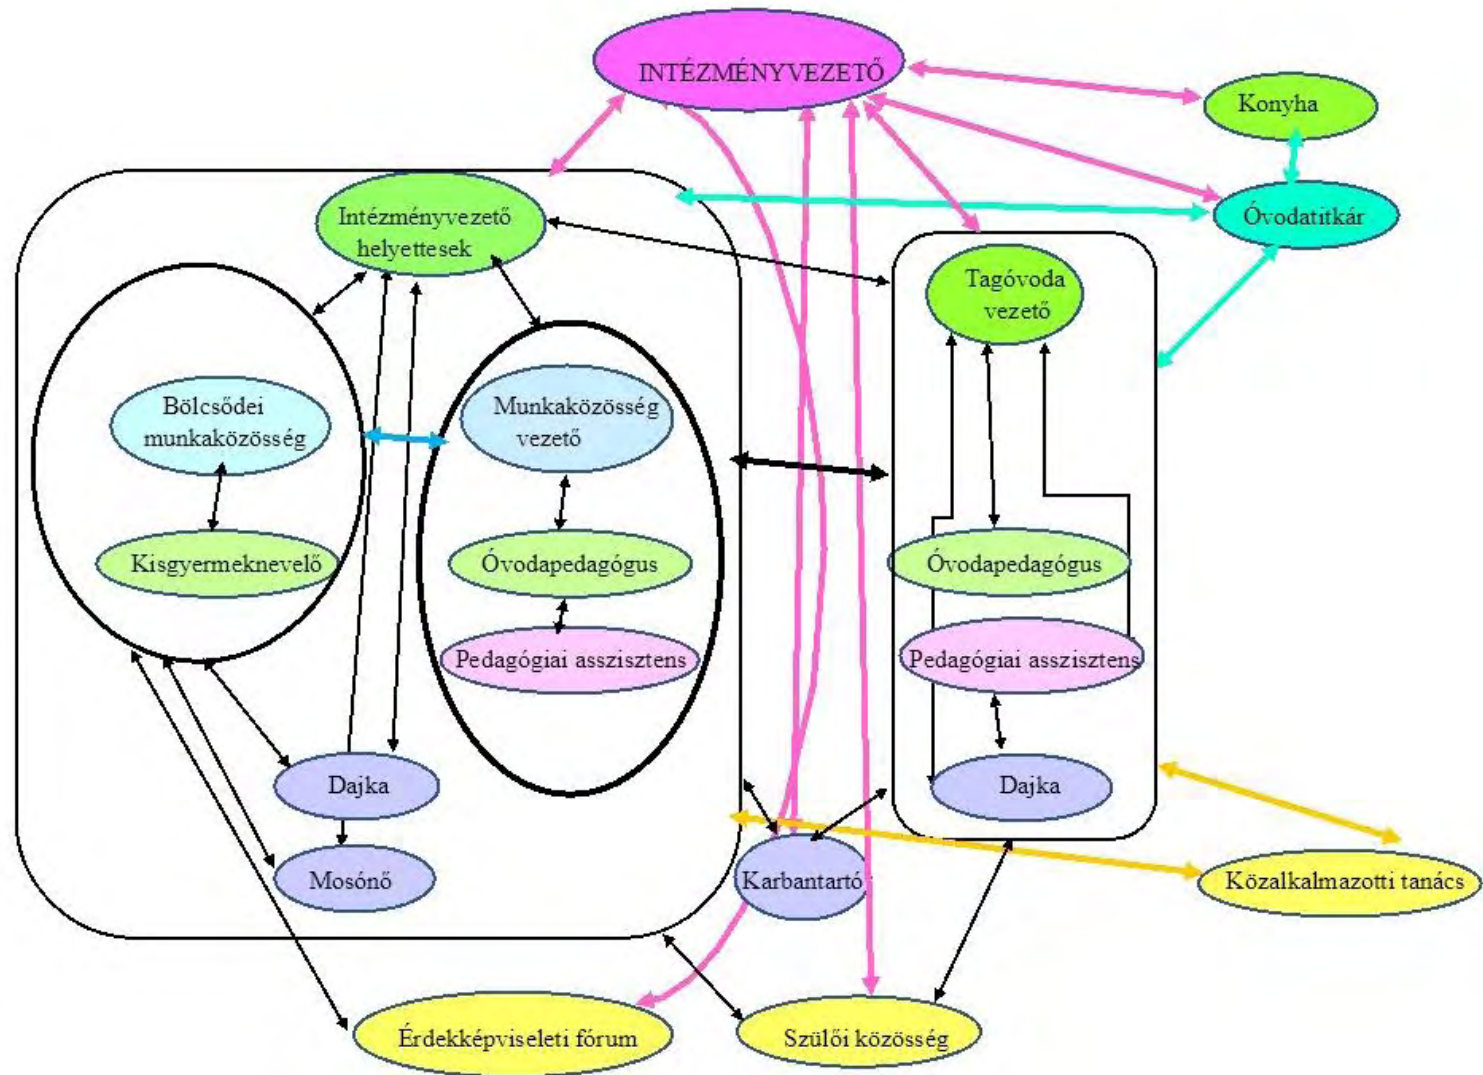 INTÉZMÉNYVEZETŐ
Konyha
Intézményvezető
helyettesek
Óvodatitkár
Tagóvoda
vezető
Bölcsődei
munkaközösség
Munkaközösség
vezető
Kisgyermeknevelő
Óvodapedagógus
Óvodapedagógus
Pedagógiai asszisztens
Pedagógiai asszisztens
Dajka
Dajka
Mosónő
Karbantartó
Közalkalmazotti tanács
Érdekképviseleti fórum
Szülői közösség